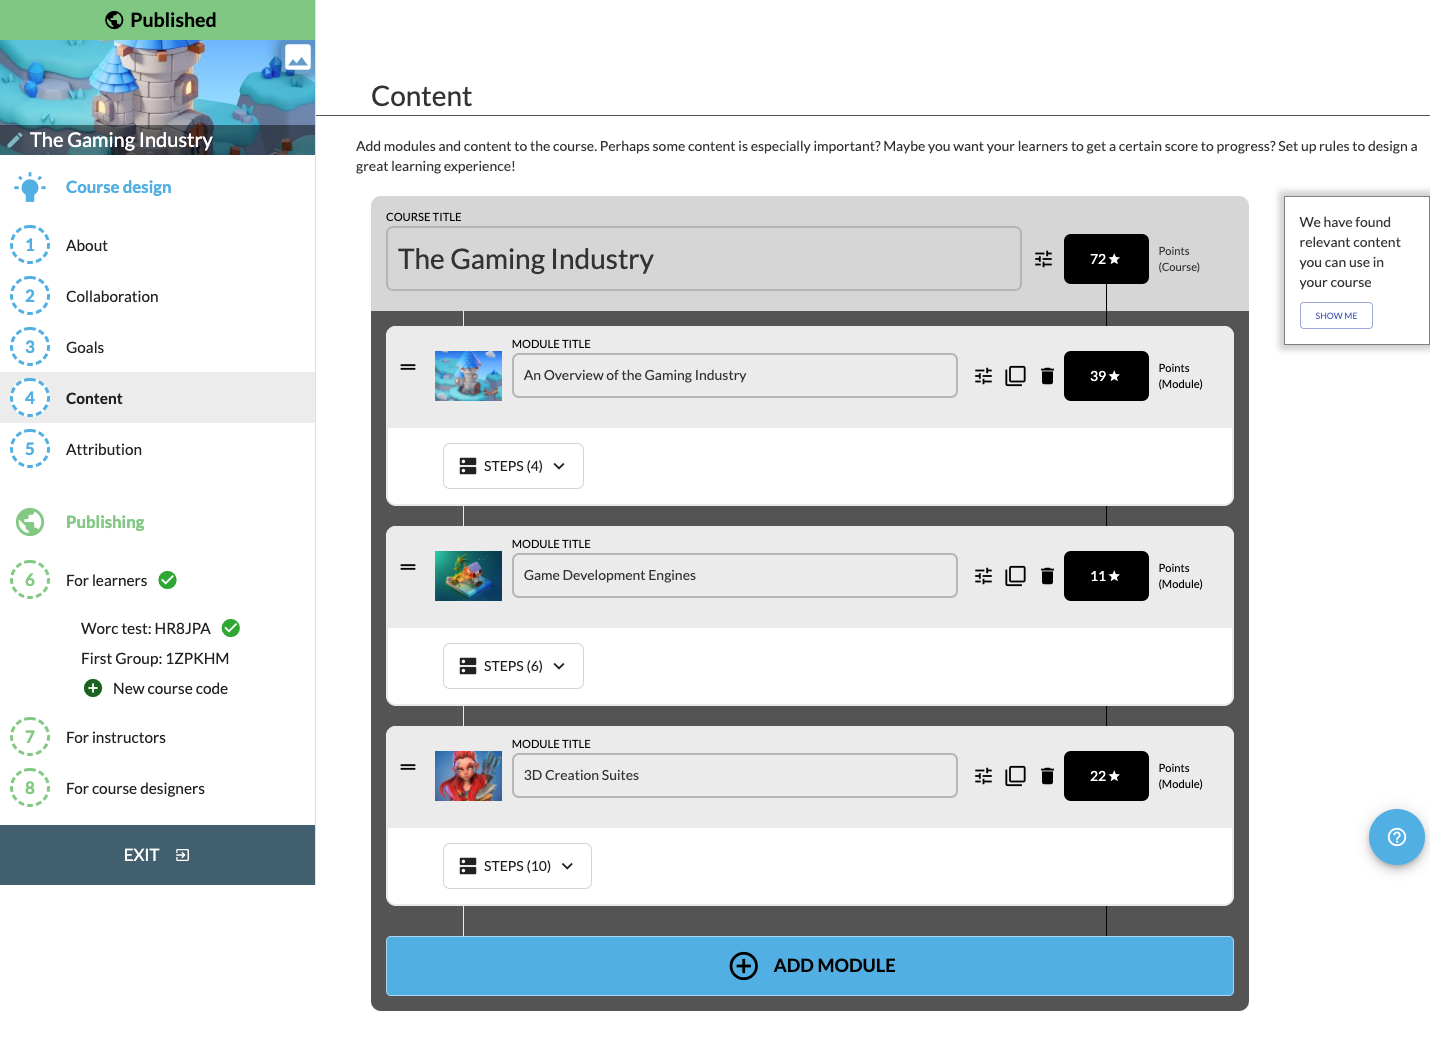 Published
The Gaming Industry
Course design
1 About
2 Collaboration
3 Goals
4 Content
5 Attribution
Publishing
6 For learners
Worc test: HR8JPA
First Group: 1ZPKHM
New course code
7 For instructors
8 For course designers
EXIT
Content
Add modules and content to the course. Perhaps some content is especially important? Maybe you want your learners to get a certain score to progress? Set up rules to design a
great learning experience!
COURSE TITLE
The Gaming Industry
72
Points
(Course)
MODULE TITLE
An Overview of the Gaming Industry
39
Points
(Module)
STEPS (4)
MODULE TITLE
Game Development Engines
11
Points
(Module)
STEPS (6)
MODULE TITLE
3D Creation Suites
22
Points
(Module)
STEPS (10)
ADD MODULE
We have found
relevant content
you can use in
your course
SHOW ME